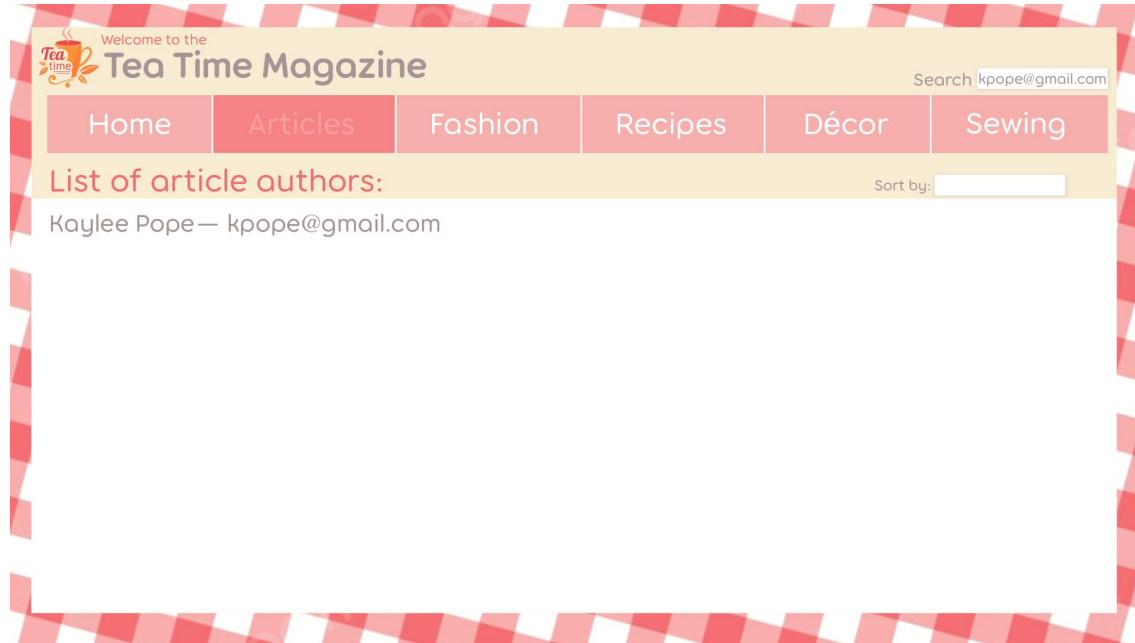 Tea time
Welcome to the
Tea Time Magazine
Search kpope@gmail.com
Home Articles Fashion Recipes Décor Sewing
List of article authors:
Sort by:
Kaylee Pope— kpope@gmail.com